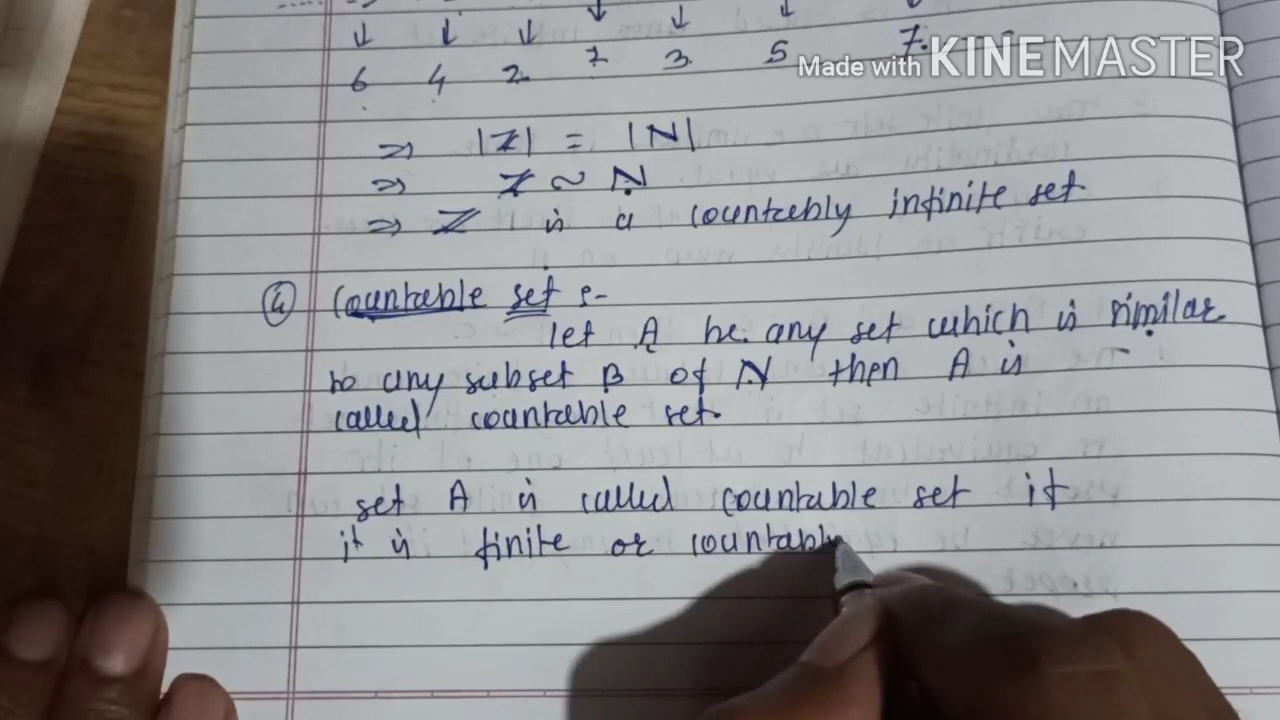 ↓ ↓ ↓ ↓ ↓ ↓
6 4 2 7 3 5 7
Made with KINEMASTER
⇒ |Z| = |N|
⇒ Z ~ N
⇒ Z is a countably infinite set
④ Countable set :-
let A be any set which is similar
to any subset B of N then A is
called countable set.
set A is called countable set if
it is finite or countably